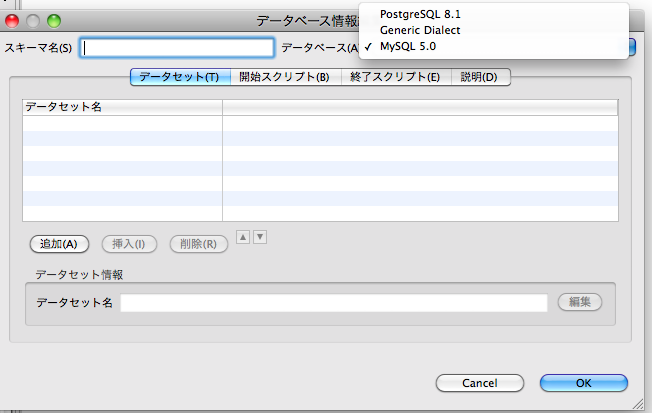 データベース情報
PostgreSQL 8.1
Generic Dialect
✓ MySQL 5.0
スキーマ名(S)
データベース(A)
データセット(T) 開始スクリプト(B) 終了スクリプト(E) 説明(D)
データセット名
追加(A) 挿入(I) 削除(R) ▲ ▼
データセット情報
データセット名
編集
Cancel OK